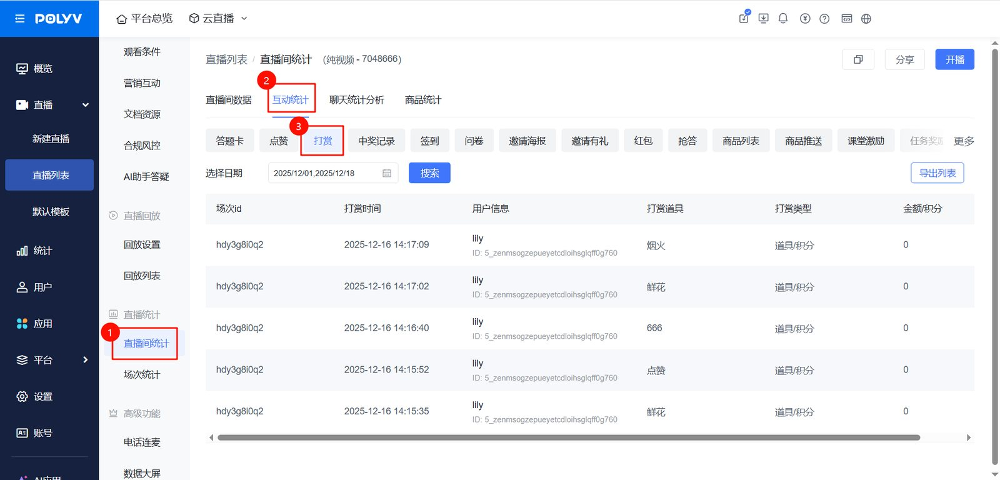 POLYV
平台总览
云直播
概览
直播
新建直播
直播列表
默认模板
统计
用户
应用
平台
设置
账号
AI应用
观看条件
营销互动
文档资源
合规风控
AI助手答疑
直播回放
回放设置
回放列表
直播统计
1
直播间统计
场次统计
高级功能
电话连麦
数据大屏
直播列表 / 直播间统计 (纯视频 - 7048666)
分享
开播
2
直播间数据 互动统计 聊天统计分析 商品统计
3
答题卡 点赞 打赏 中奖记录 签到 问卷 邀请海报 邀请有礼 红包 抢答 商品列表 商品推送 课堂激励 任务奖励 更多
选择日期 2025/12/01,2025/12/18 搜索 导出列表
场次id 打赏时间 用户信息 打赏道具 打赏类型 金额/积分
hdy3g8i0q2 2025-12-16 14:17:09 lily 烟火 道具/积分 0
ID: 5_zenmsogzepueyetcdloihsglqff0g760
hdy3g8i0q2 2025-12-16 14:17:02 lily 鲜花 道具/积分 0
ID: 5_zenmsogzepueyetcdloihsglqff0g760
hdy3g8i0q2 2025-12-16 14:16:40 lily 666 道具/积分 0
ID: 5_zenmsogzepueyetcdloihsglqff0g760
hdy3g8i0q2 2025-12-16 14:15:52 lily 点赞 道具/积分 0
ID: 5_zenmsogzepueyetcdloihsglqff0g760
hdy3g8i0q2 2025-12-16 14:15:35 lily 鲜花 道具/积分 0
ID: 5_zenmsogzepueyetcdloihsglqff0g760